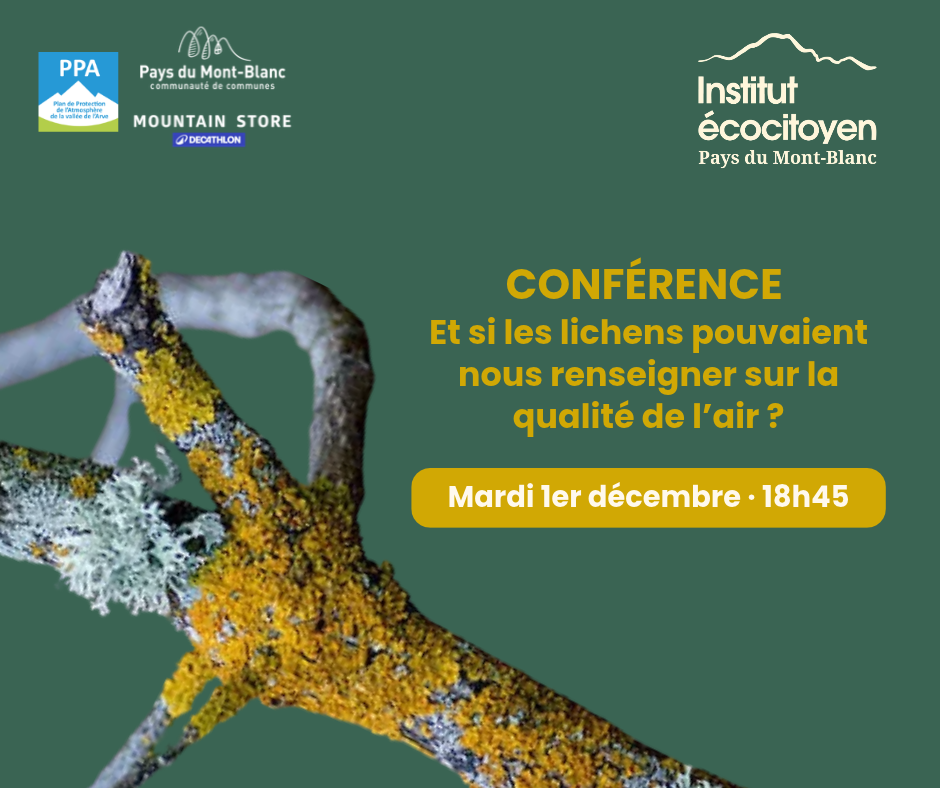 PPA
Plan de Protection
de l'Atmosphère
de la vallée de l'Arve
Pays du Mont-Blanc
communauté de communes
MOUNTAIN STORE
DECATHLON
Institut
écocitoyen
Pays du Mont-Blanc
CONFÉRENCE
Et si les lichens pouvaient
nous renseigner sur la
qualité de l’air ?
Mardi 1er décembre · 18h45